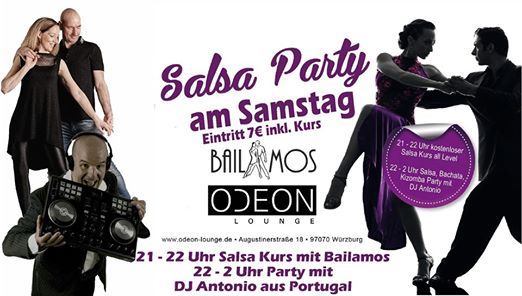 Salsa Party
am Samstag
Eintritt 7€ inkl. Kurs
BAILAMOS
ODEON
LOUNGE
www.odeon-lounge.de • Augustinerstraße 18 • 97070 Würzburg
21 - 22 Uhr kostenloser
Salsa Kurs all Level
22 - 2 Uhr Salsa, Bachata,
Kizomba Party mit
DJ Antonio
21 - 22 Uhr Salsa Kurs mit Bailamos
22 - 2 Uhr Party mit
DJ Antonio aus Portugal